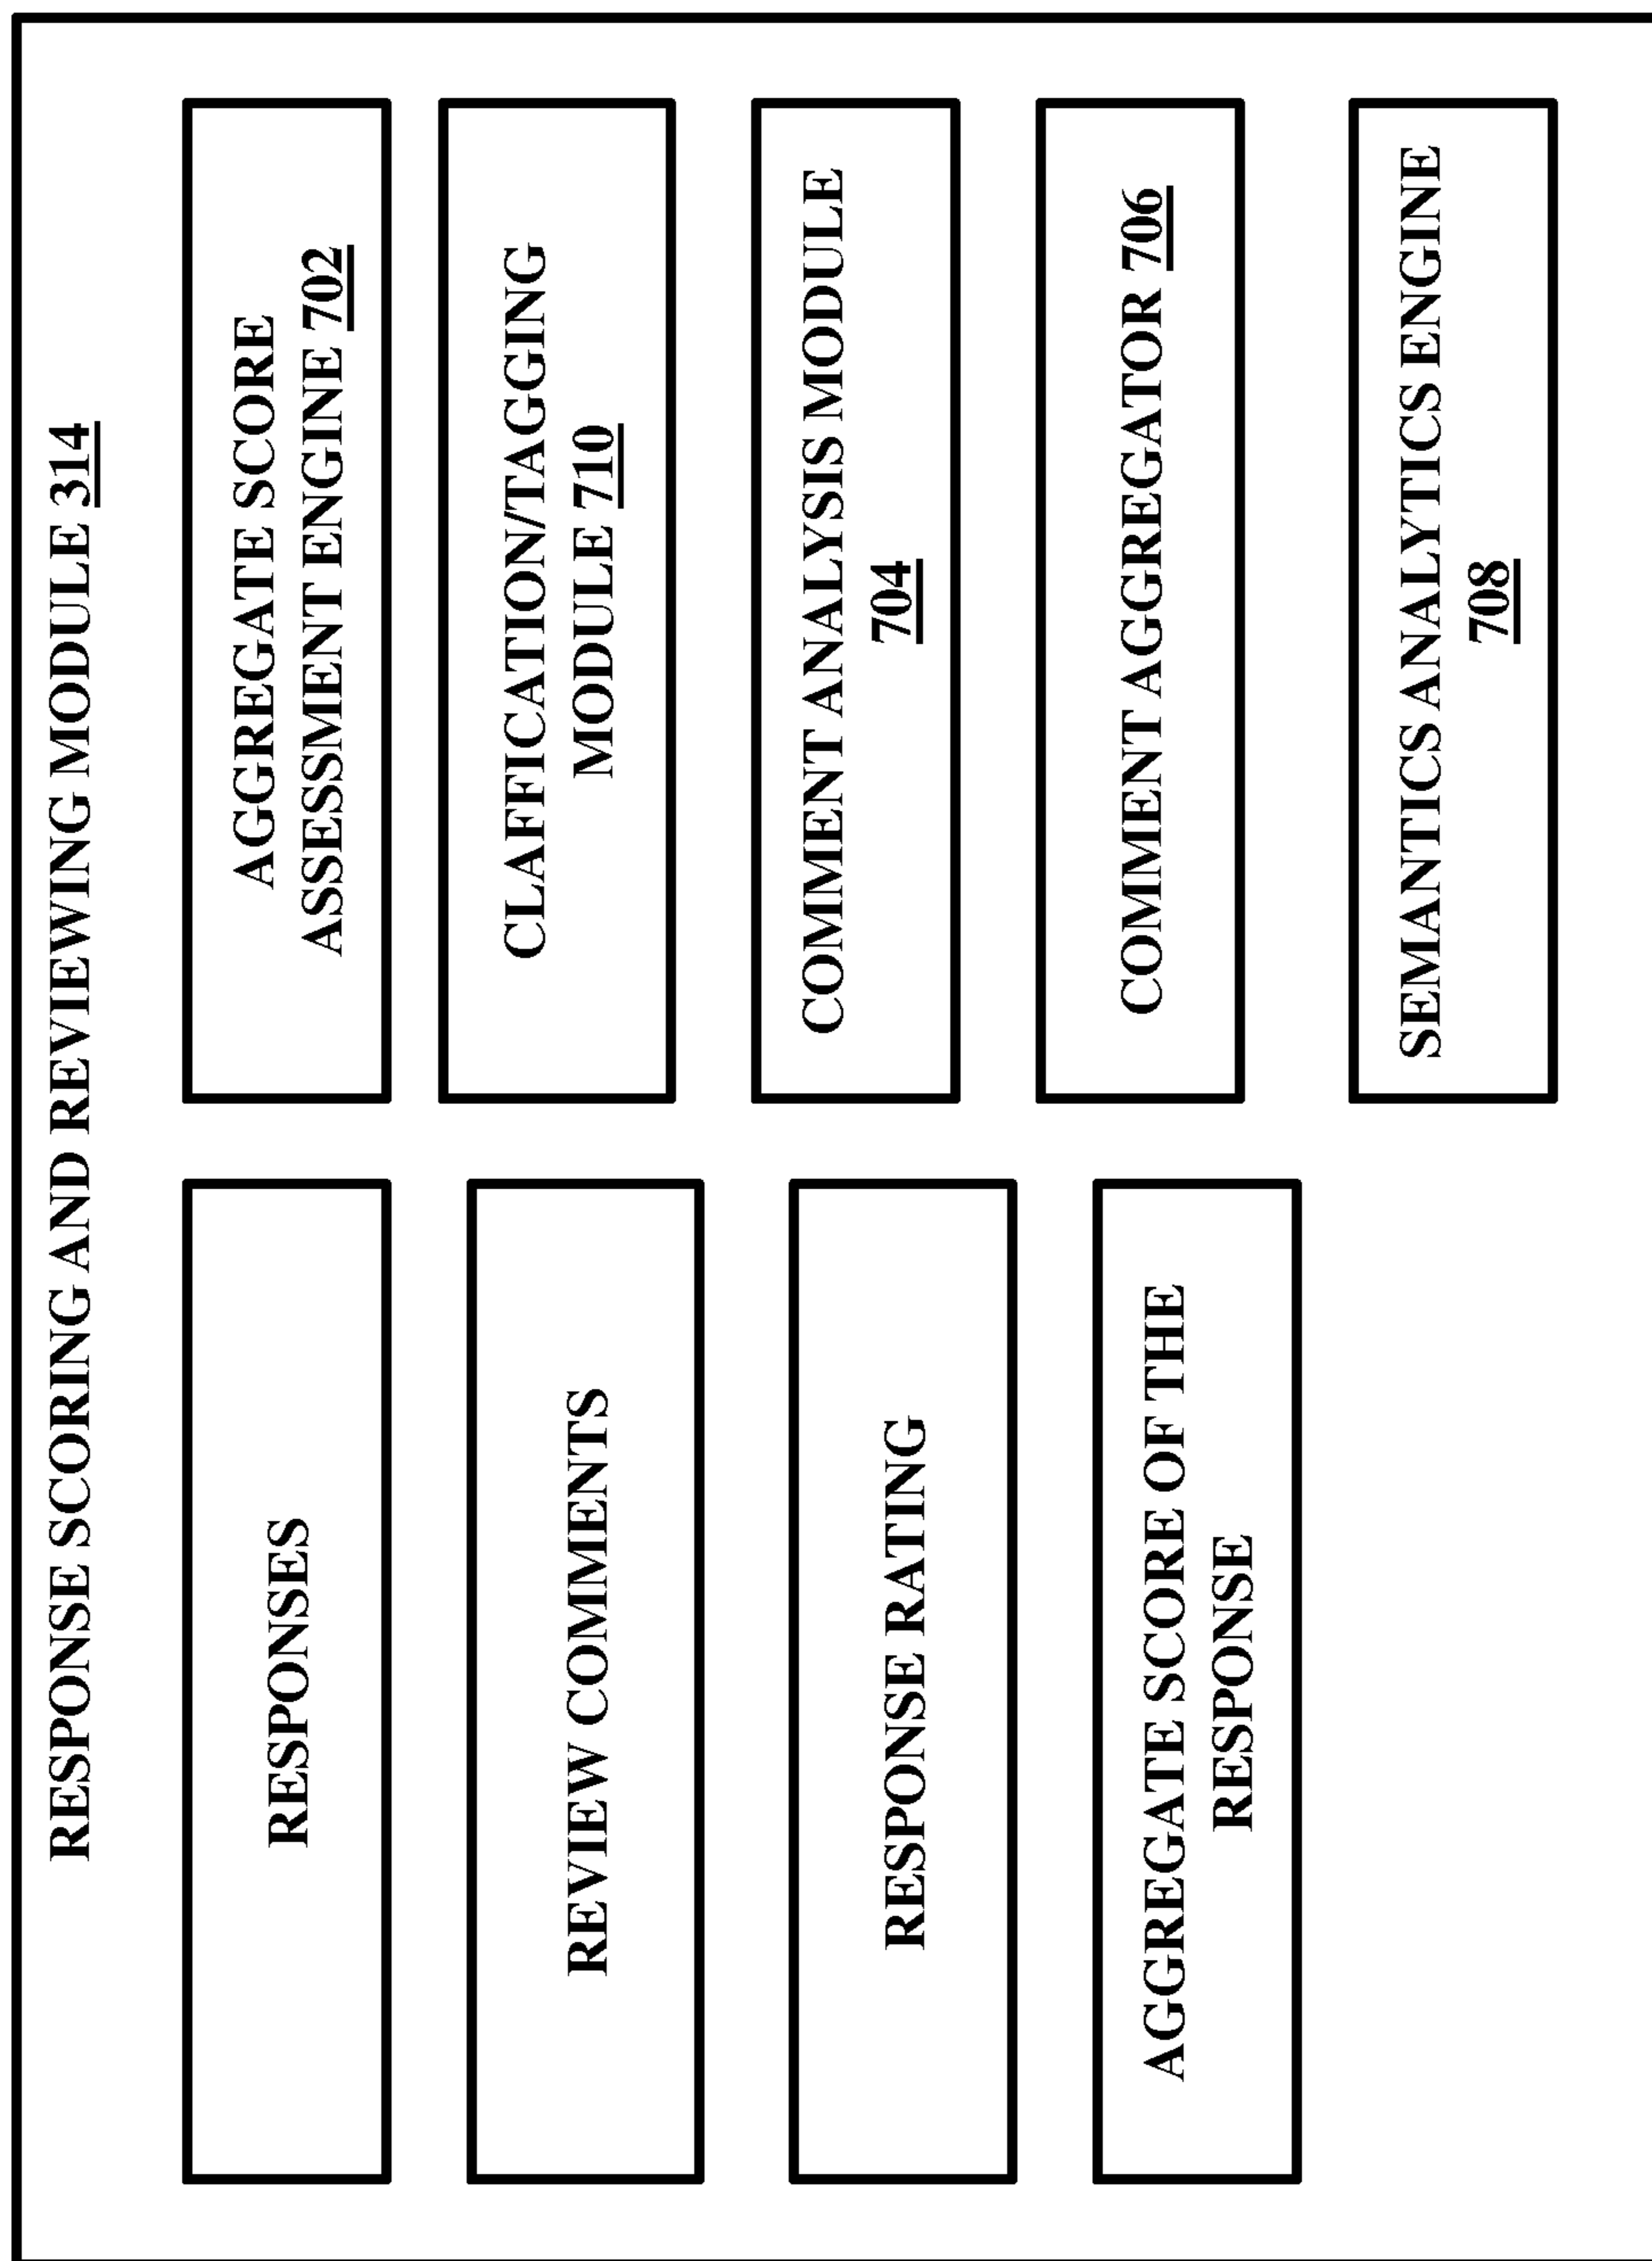 RESPONSE SCORING AND REVIEWING MODULE 314
RESPONSES
REVIEW COMMENTS
RESPONSE RATING
AGGREGATE SCORE OF THE
RESPONSE
AGGREGATE SCORE
ASSESSMENT ENGINE 702
CLAFFICATION/TAGGING
MODULE 710
COMMENT ANALYSIS MODULE
704
COMMENT AGGREGATOR 706
SEMANTICS ANALYTICS ENGINE
708